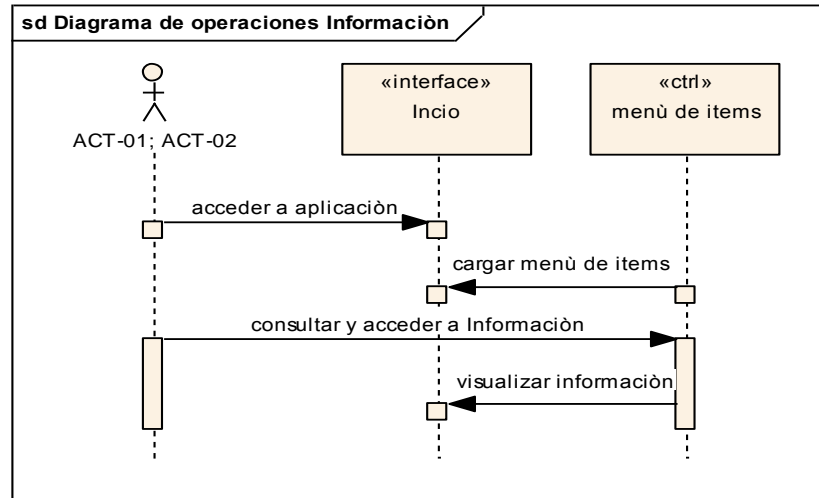 sd Diagrama de operaciones Informaciòn
«interface»
Incio
«ctrl»
menù de items
ACT-01; ACT-02
acceder a aplicaciòn
cargar menù de items
consultar y acceder a Informaciòn
visualizar informaciòn